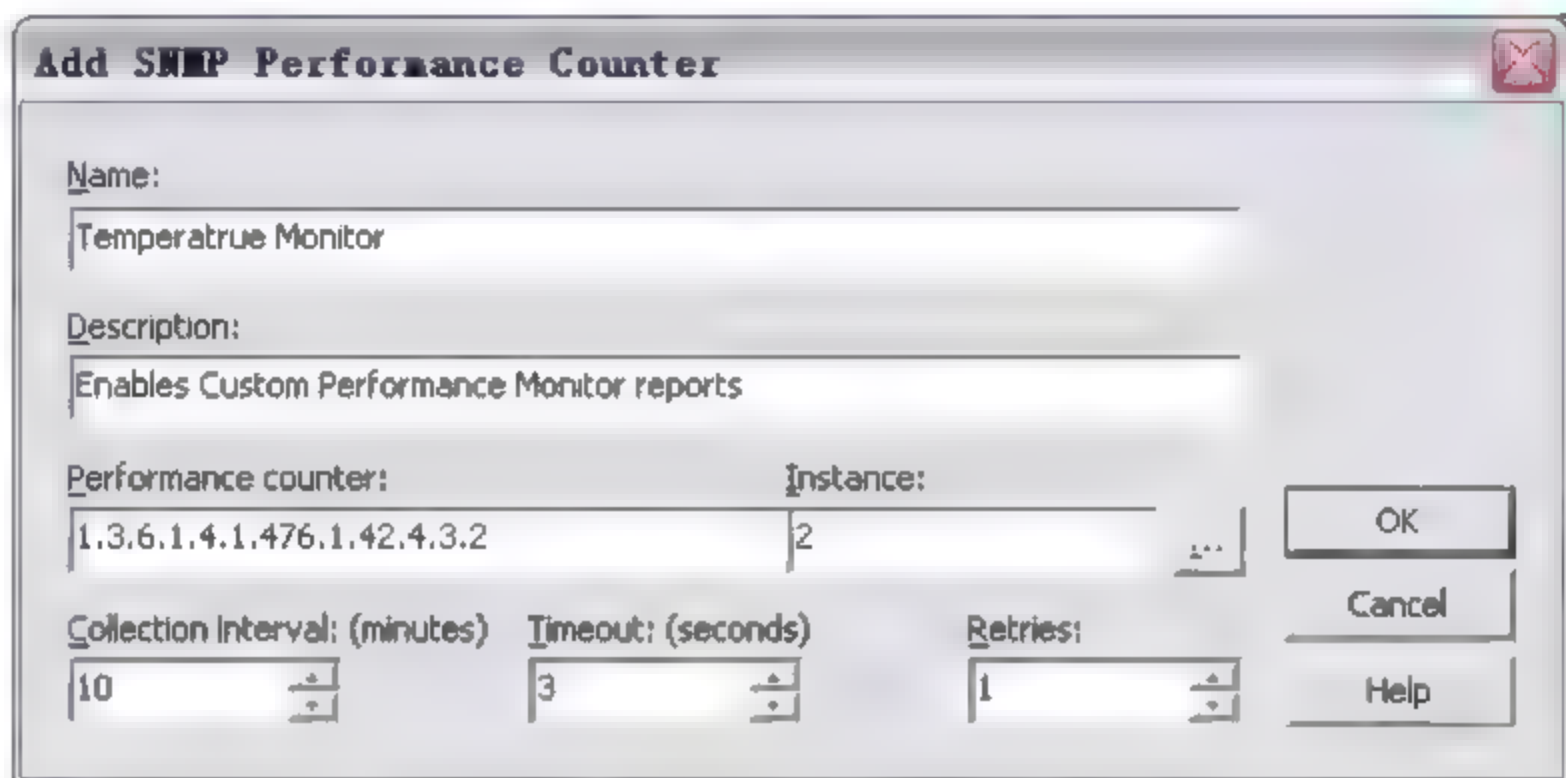 Add SNMP Performance Counter
Name:
Temperatrue Monitor
Description:
Enables Custom Performance Monitor reports
Performance counter: Instance:
1.3.6.1.4.1.476.1.42.4.3.2 2 ...
OK
Collection Interval: (minutes) Timeout: (seconds) Retries:
Cancel
10 3 1
Help